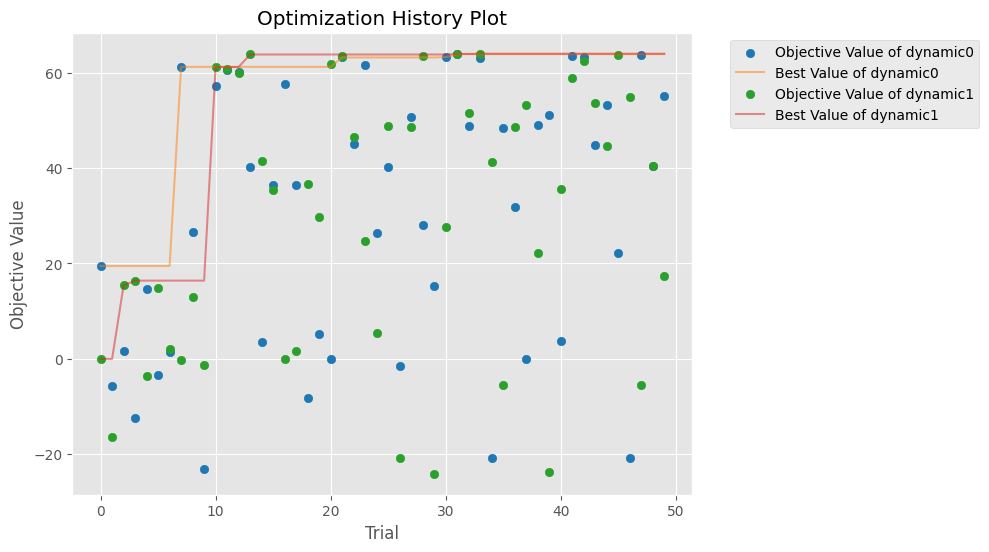 Optimization History Plot
Objective Value of dynamic0
Best Value of dynamic0
Objective Value of dynamic1
Best Value of dynamic1
60
40
20
0
−20
Objective Value
0 10 20 30 40 50
Trial